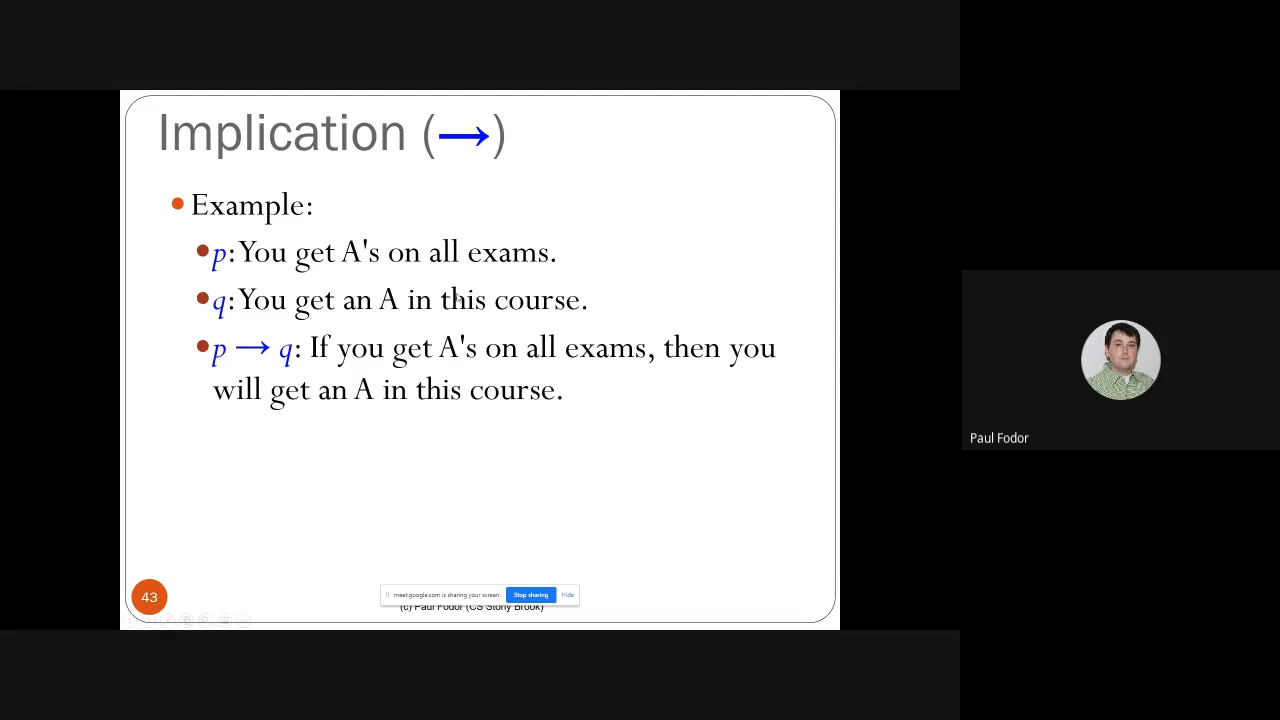 Implication (→)
Example:
p: You get A's on all exams.
q: You get an A in this course.
p → q: If you get A's on all exams, then you
will get an A in this course.
Paul Fodor
43
meet.google.com is sharing your screen.
Stop sharing
Hide
(c) Paul Fodor (CS Stony Brook)